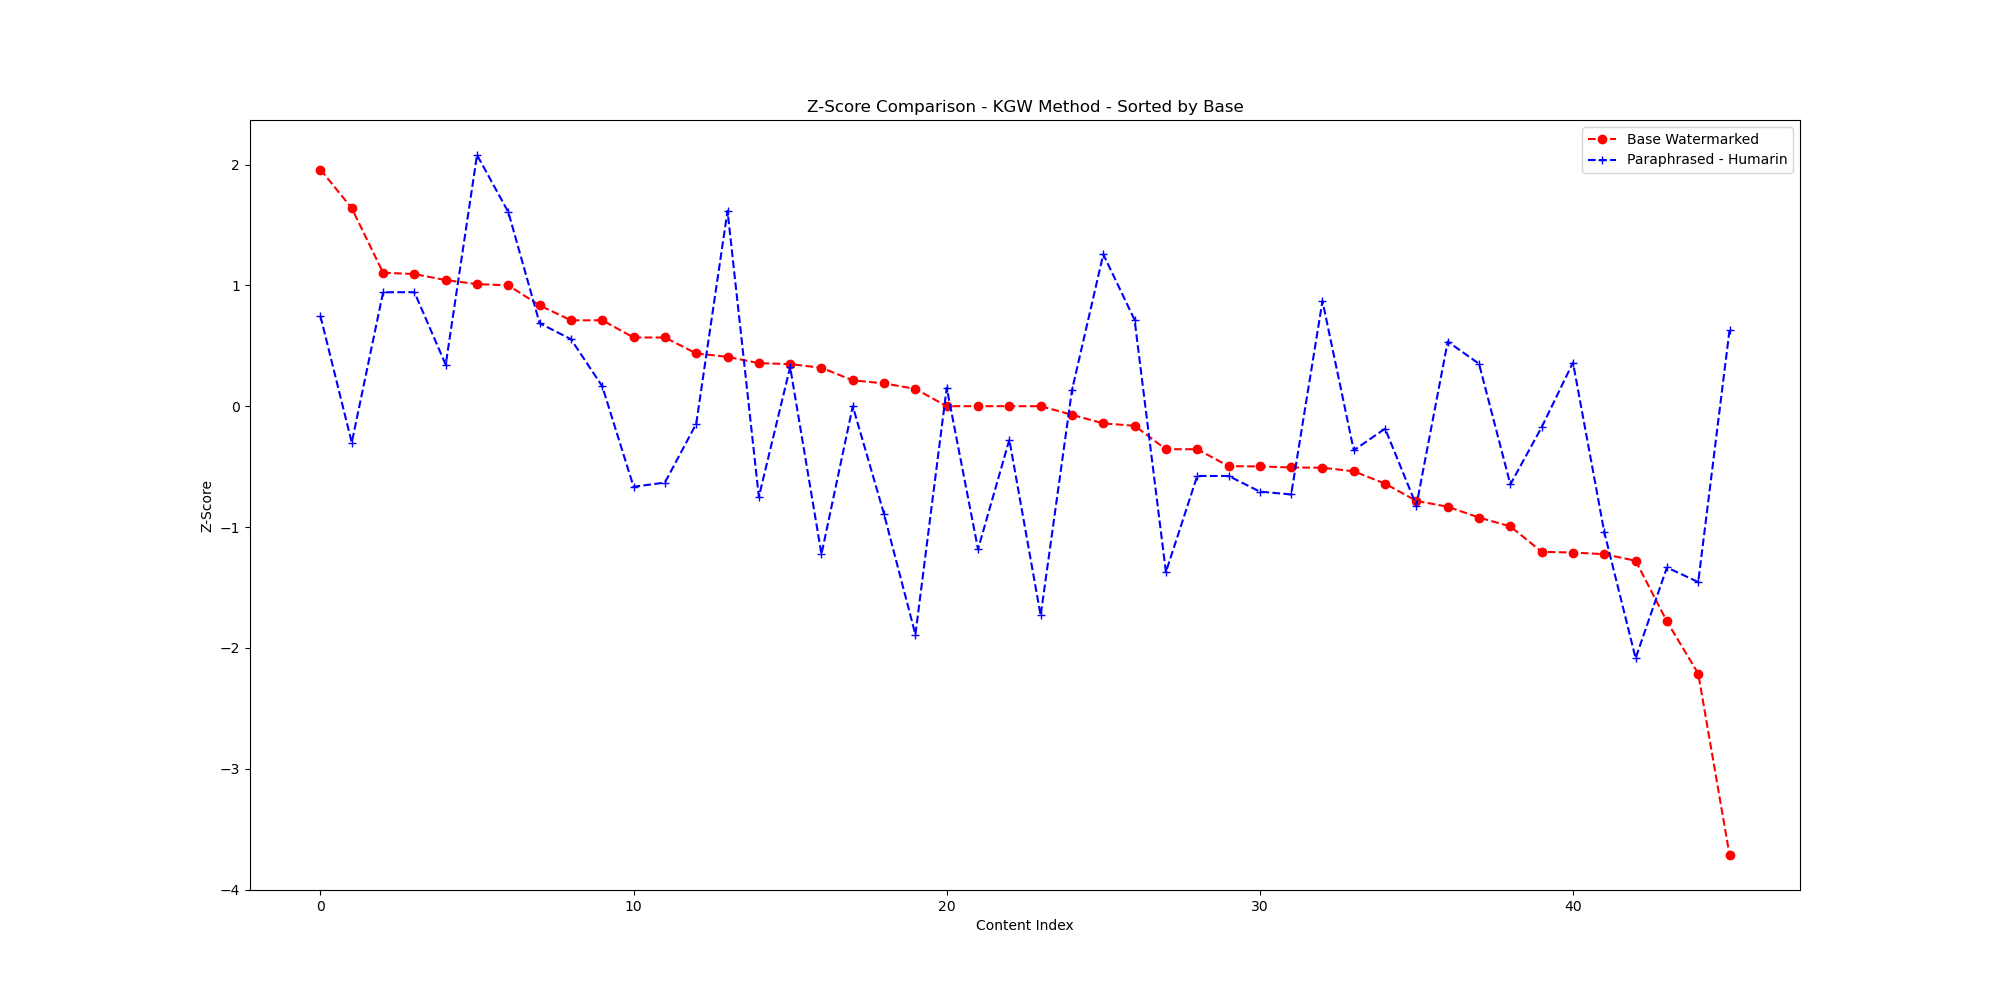 Z-Score Comparison - KGW Method - Sorted by Base
Base Watermarked
Paraphrased - Humarin
2
1
0
−1
−2
−3
−4
Z-Score
0
10
20
30
40
Content Index